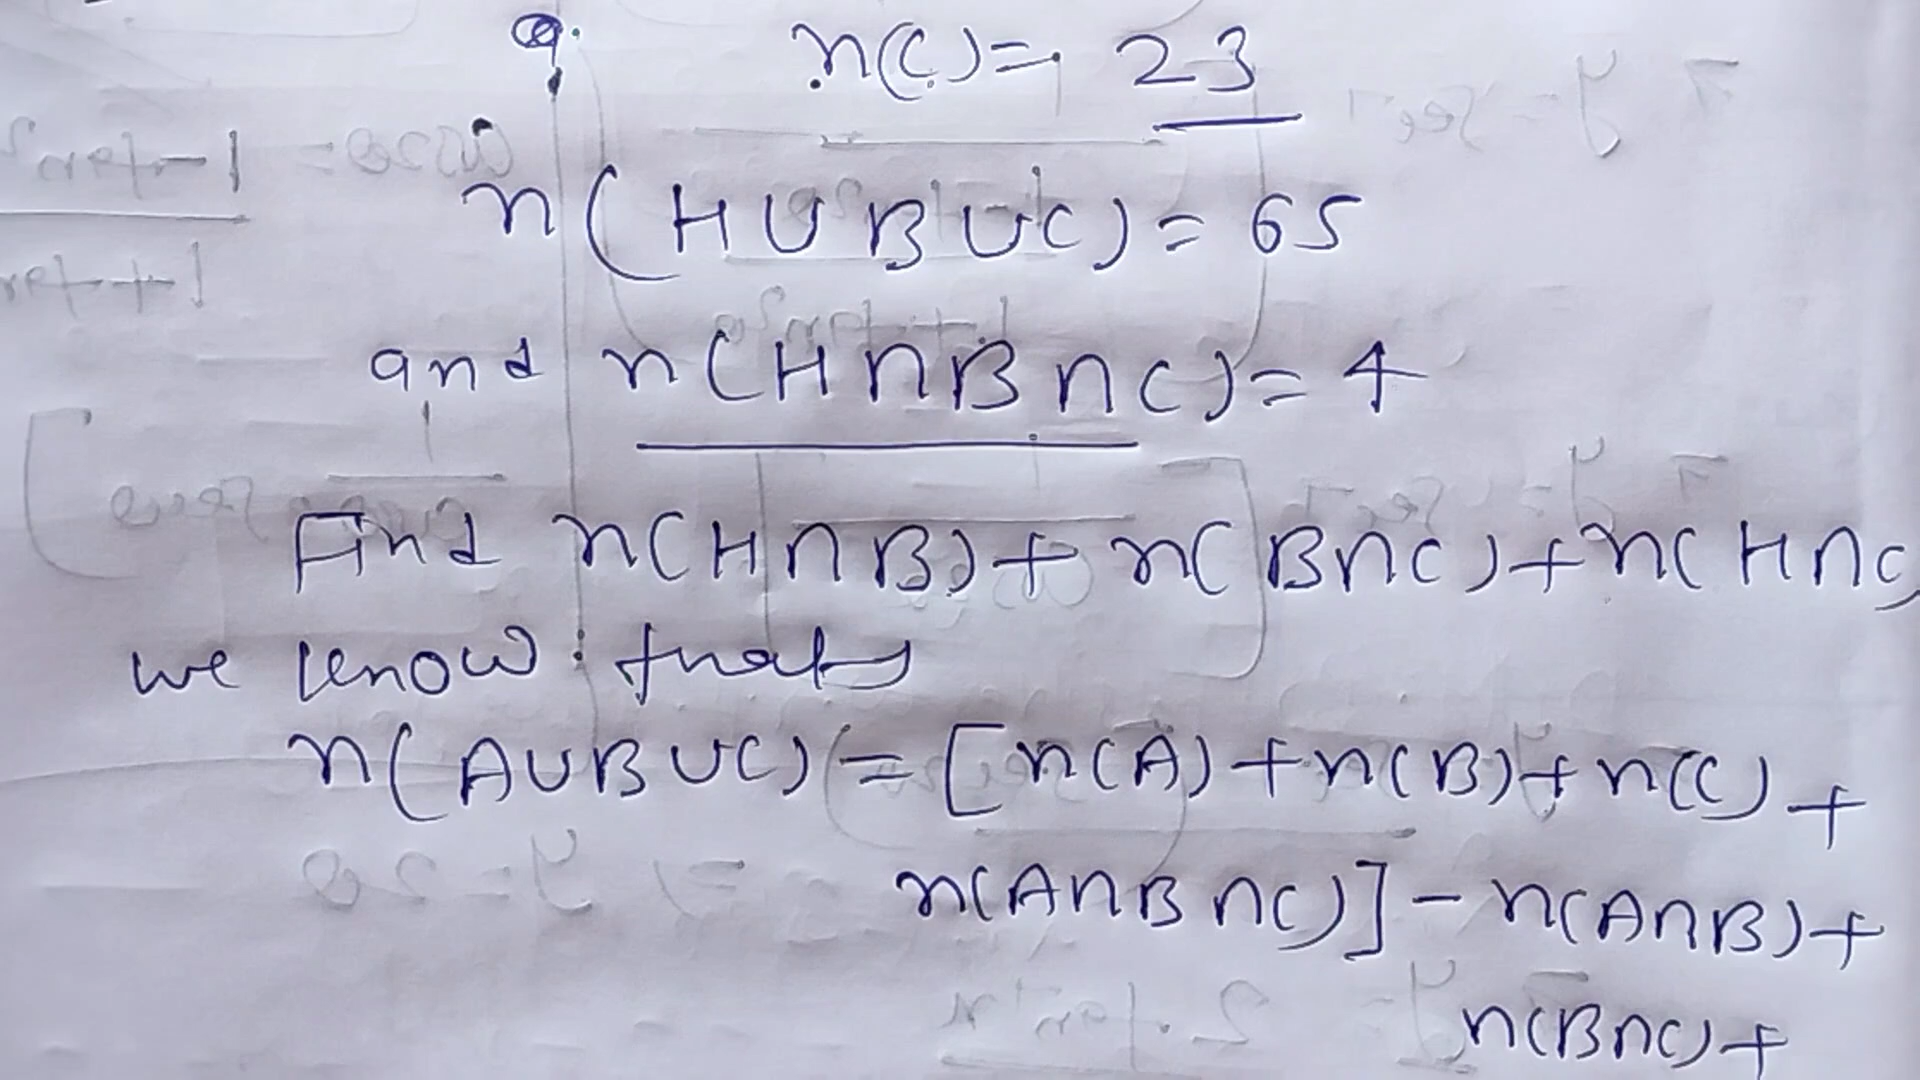 Q.
n(C)= 23
n(H∪B∪C)= 65
and n(H∩B∩C)= 4
Find n(H∩B)+n(B∩C)+n(H∩C
we know that
n(A∪B∪C)=[n(A)+n(B)+n(C)+
n(A∩B∩C)]-n(A∩B)+
n(B∩C)+